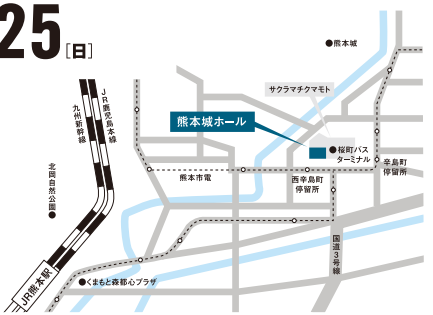 25[日]
●熊本城
サクラマチクマモト
熊本城ホール
●桜町バス
ターミナル
辛島町
停留所
西辛島町
停留所
熊本市電
JR鹿児島本線
九州新幹線
北岡自然公園●
国道3号線
JR熊本駅
●くまもと森都心プラザ